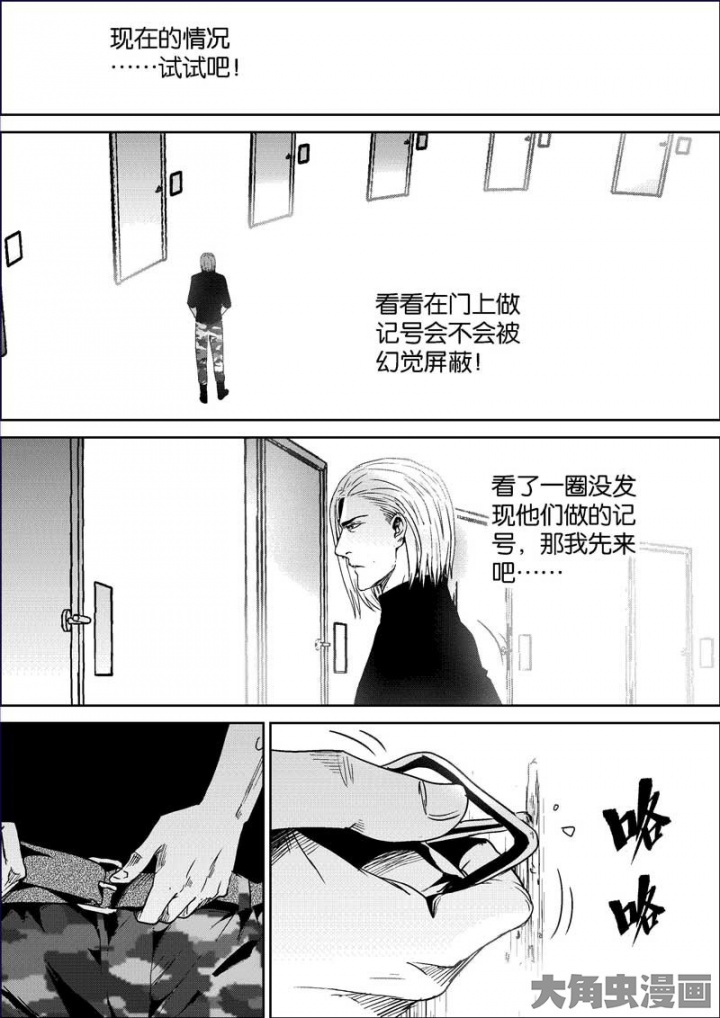 现在的情况
……试试吧！
看看在门上做
记号会不会被
幻觉屏蔽！
看了一圈没发
现他们做的记
号，那我先来
吧……
咯
咯
大角虫漫画